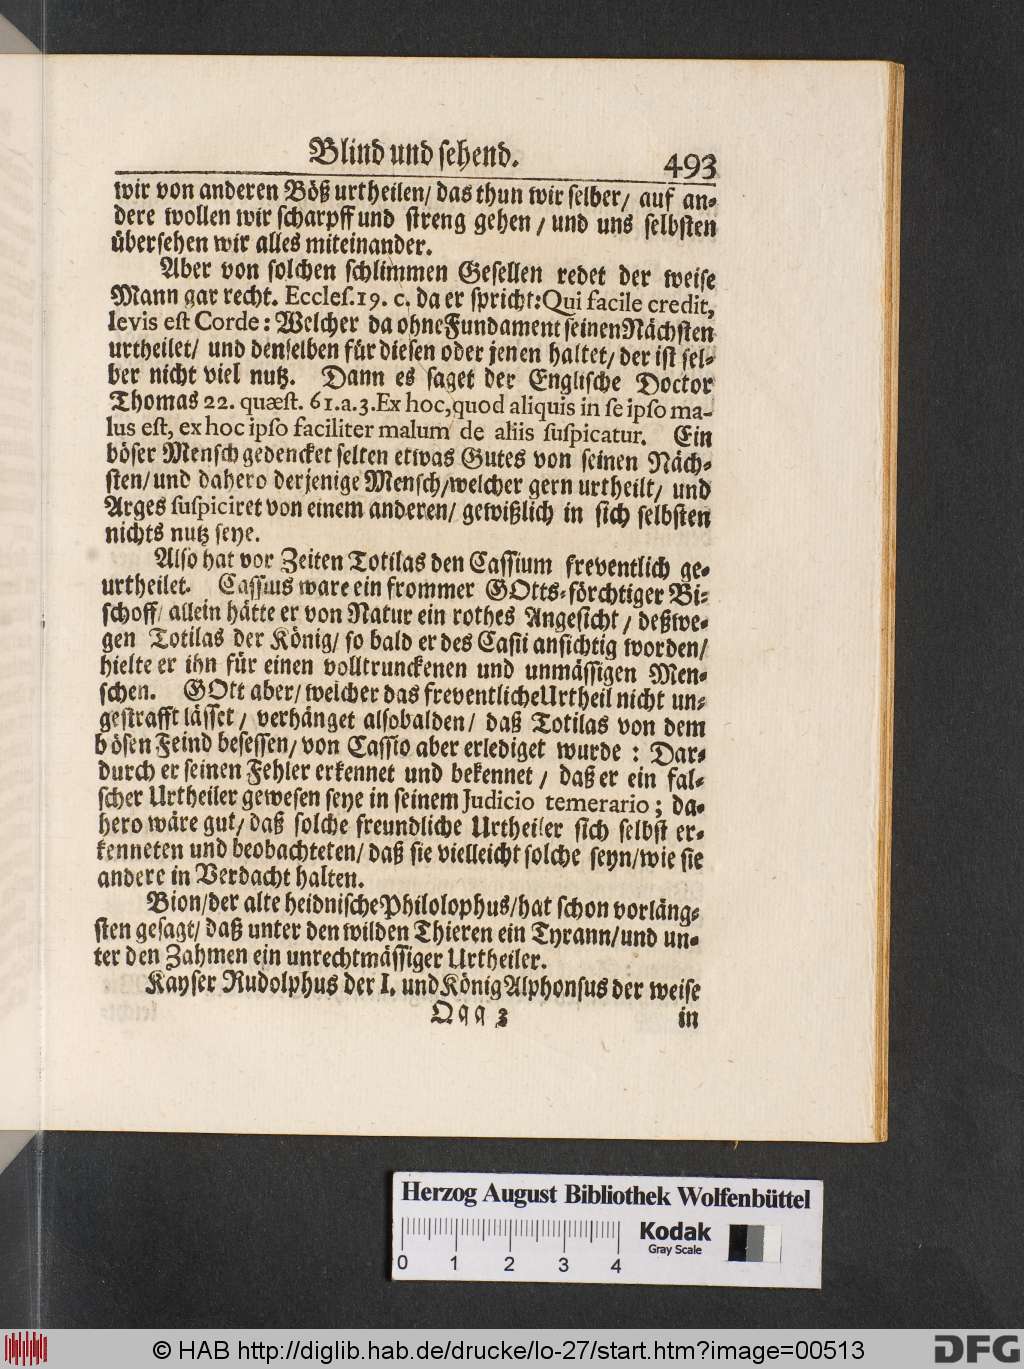 Blind und sehend.
493
wir von anderen Böß urtheilen/ das thun wir selber/ auf an-
dere wollen wir scharpff und streng gehen / und uns selbsten
übersehen wir alles miteinander.
Aber von solchen schlimmen Gesellen redet der weise
Mann gar recht. Eccles. 19. c. da er spricht: Qui facile credit,
levis est Corde: Welcher da ohne Fundament seinen Nächsten
urtheilet/ und denselben für diesen oder jenen haltet/ der ist sel-
ber nicht viel nutz. Dann es saget der Englische Doctor
Thomas 22. quæst. 61. a. 3. Ex hoc, quod aliquis in se ipso ma-
lus est, ex hoc ipso faciliter malum de aliis suspicatur. Ein
böser Mensch gedencket selten etwas Gutes von seinen Näch-
sten/ und dahero derjenige Mensch/ welcher gern urtheilt/ und
Arges suspiciret von einem anderen/ gewißlich in sich selbsten
nichts nutz seye.
Also hat vor Zeiten Totilas den Cassium freventlich ge-
urtheilet. Cassius ware ein frommer GOtts-förchtiger Bi-
schoff/ allein hätte er von Natur ein rothes Angesicht / deßwe-
gen Totilas der König/ so bald er des Casii ansichtig worden/
hielte er ihn für einen volltrunckenen und unmässigen Men-
schen. GOtt aber/ welcher das freventliche Urtheil nicht un-
gestrafft lässet / verhänget alsobalden/ daß Totilas von dem
bösen Feind besessen/ von Cassio aber erlediget wurde : Dar-
durch er seinen Fehler erkennet und bekennet / daß er ein fal-
scher Urtheiler gewesen seye in seinem Judicio temerario; da-
hero wäre gut/ daß solche freundliche Urtheiler sich selbst er-
kenneten und beobachteten/ daß sie vielleicht solche seyn/ wie sie
andere in Verdacht halten.
Bion/ der alte heidnische Philolophus/ hat schon vorläng-
sten gesagt/ daß unter den wilden Thieren ein Tyrann/ und un-
ter den Zahmen ein unrechtmässiger Urtheiler.
Kayser Rudolphus der I. und König Alphonsus der weise
Qqq 3
in
Herzog August Bibliothek Wolfenbüttel
0 1 2 3 4
Kodak
Gray Scale
© HAB http://diglib.hab.de/drucke/lo-27/start.htm?image=00513
DFG